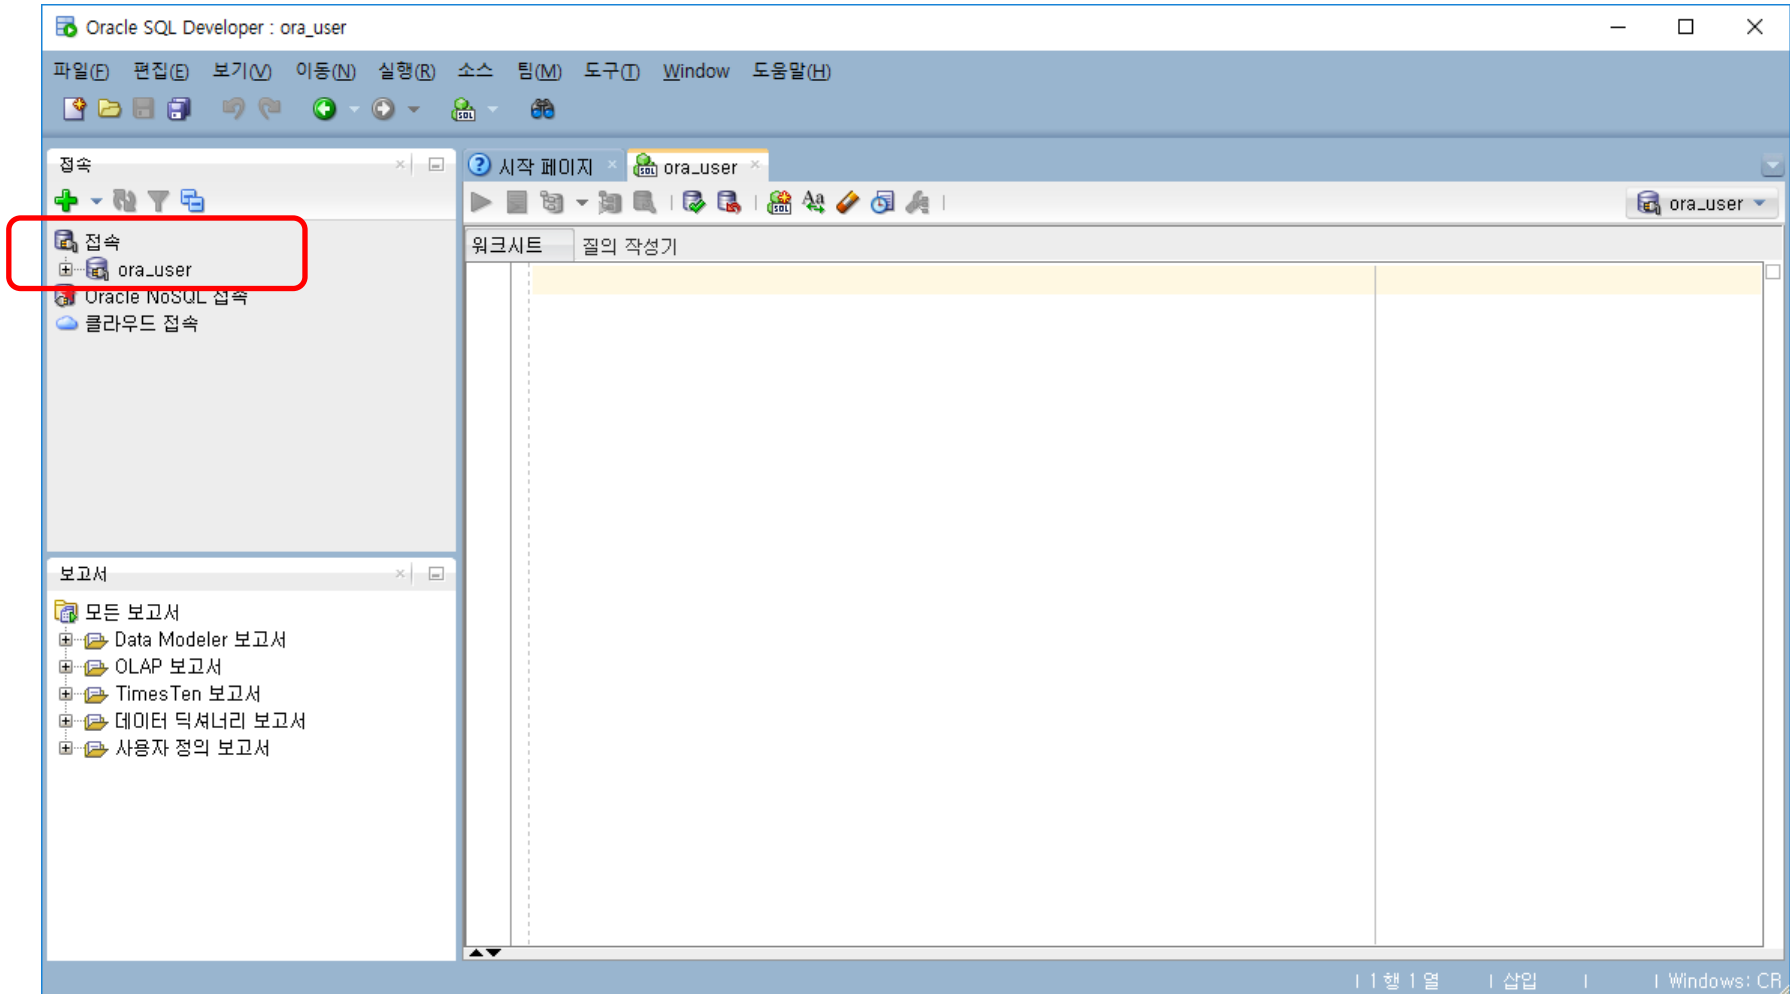 Oracle SQL Developer : ora_user
파일(F) 편집(E) 보기(V) 이동(N) 실행(R) 소스 팀(M) 도구(T) Window 도움말(H)
접속
시작 페이지 ora_user
ora_user
접속
ora_user
Oracle NoSQL 접속
클라우드 접속
워크시트 질의 작성기
보고서
모든 보고서
Data Modeler 보고서
OLAP 보고서
TimesTen 보고서
데이터 딕셔너리 보고서
사용자 정의 보고서
1 행 1 열 삽입 Windows: CR